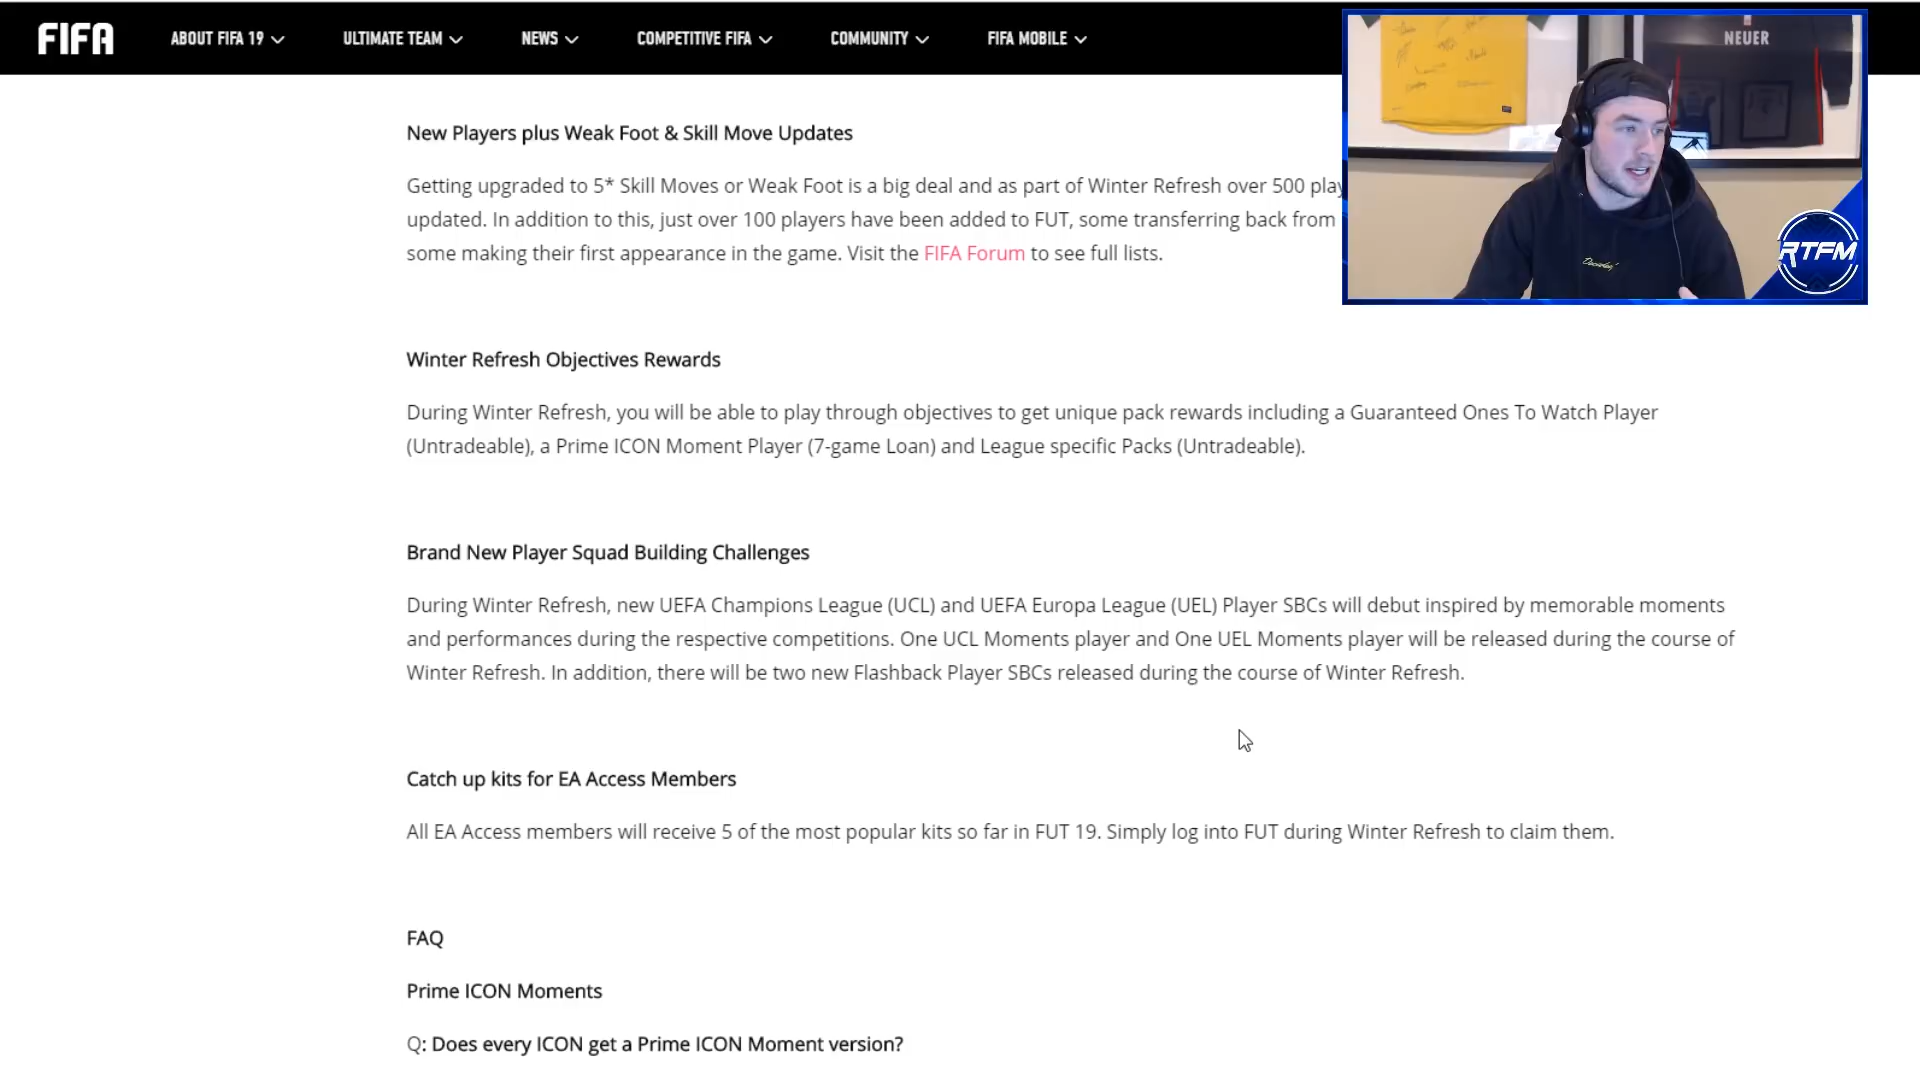 FIFA ABOUT FIFA 19 ULTIMATE TEAM NEWS COMPETITIVE FIFA COMMUNITY FIFA MOBILE
NEUER
RTFM
New Players plus Weak Foot & Skill Move Updates
Getting upgraded to 5* Skill Moves or Weak Foot is a big deal and as part of Winter Refresh over 500
updated. In addition to this, just over 100 players have been added to FUT, some transferring back from
some making their first appearance in the game. Visit the FIFA Forum to see full lists.
Winter Refresh Objectives Rewards
During Winter Refresh, you will be able to play through objectives to get unique pack rewards including a Guaranteed Ones To Watch Player
(Untradeable), a Prime ICON Moment Player (7-game Loan) and League specific Packs (Untradeable).
Brand New Player Squad Building Challenges
During Winter Refresh, new UEFA Champions League (UCL) and UEFA Europa League (UEL) Player SBCs will debut inspired by memorable moments
and performances during the respective competitions. One UCL Moments player and One UEL Moments player will be released during the course of
Winter Refresh. In addition, there will be two new Flashback Player SBCs released during the course of Winter Refresh.
Catch up kits for EA Access Members
All EA Access members will receive 5 of the most popular kits so far in FUT 19. Simply log into FUT during Winter Refresh to claim them.
FAQ
Prime ICON Moments
Q: Does every ICON get a Prime ICON Moment version?